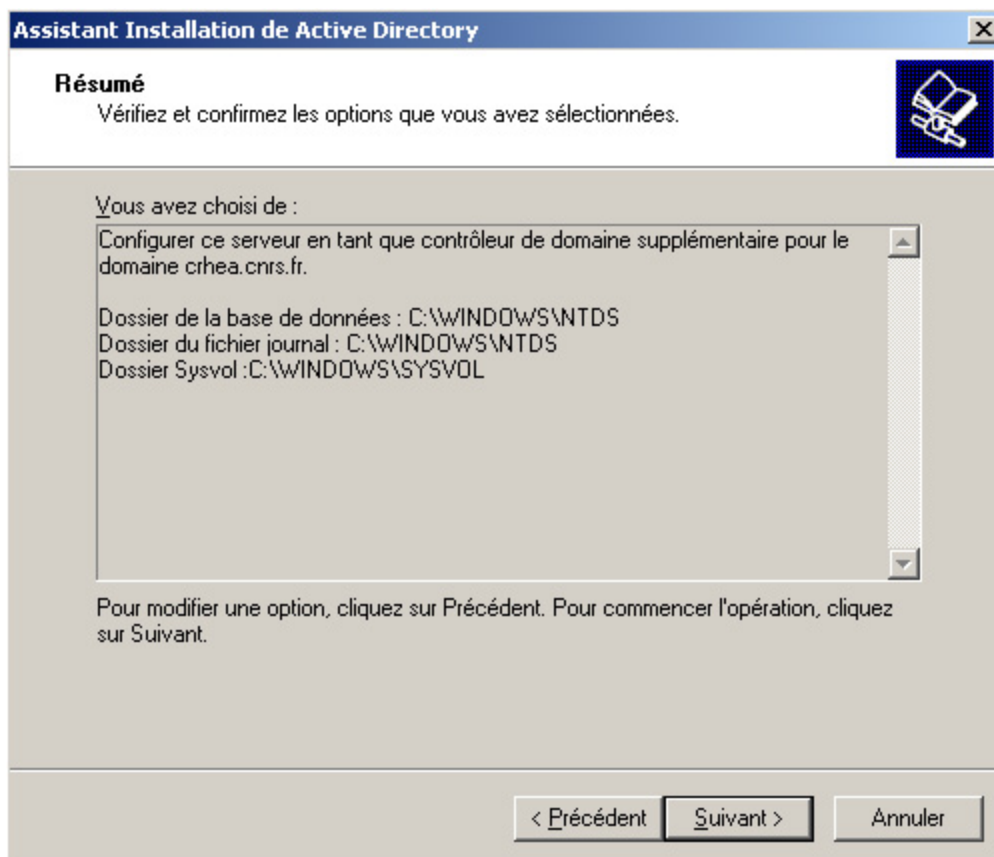 Assistant Installation de Active Directory
Résumé
Vérifiez et confirmez les options que vous avez sélectionnées.
Vous avez choisi de :
Configurer ce serveur en tant que contrôleur de domaine supplémentaire pour le
domaine crhea.cnrs.fr.
Dossier de la base de données : C:\WINDOWS\NTDS
Dossier du fichier journal : C:\WINDOWS\NTDS
Dossier Sysvol :C:\WINDOWS\SYSVOL
Pour modifier une option, cliquez sur Précédent. Pour commencer l'opération, cliquez
sur Suivant.
< Précédent
Suivant >
Annuler